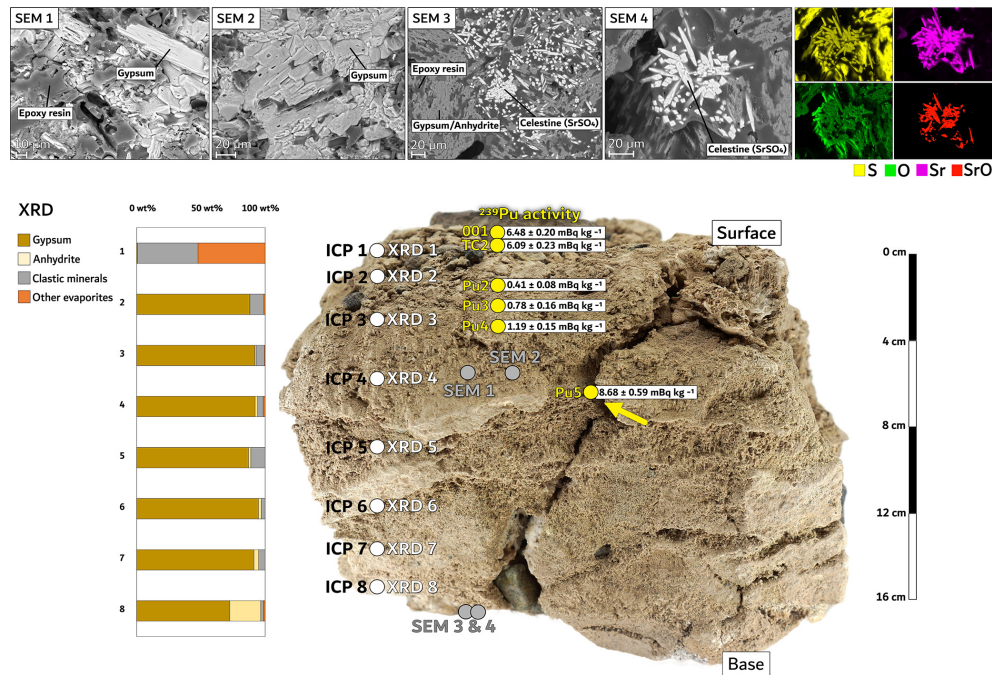 SEM 1
Gypsum
Epoxy resin
10 µm
SEM 2
Gypsum
20 µm
SEM 3
Epoxy resin
Gypsum/Anhydrite
Celestine (SrSO₄)
20 µm
SEM 4
Celestine (SrSO₄)
20 µm
S O Sr SrO
XRD
Gypsum
Anhydrite
Clastic minerals
Other evaporites
0 wt% 50 wt% 100 wt%
1
2
3
4
5
6
7
8
²³⁹Pu activity
001 6.48 ± 0.20 mBq kg ⁻¹
TC2 6.09 ± 0.23 mBq kg ⁻¹
Pu2 0.41 ± 0.08 mBq kg ⁻¹
Pu3 0.78 ± 0.16 mBq kg ⁻¹
Pu4 1.19 ± 0.15 mBq kg ⁻¹
Pu5 8.68 ± 0.59 mBq kg ⁻¹
ICP 1 XRD 1
ICP 2 XRD 2
ICP 3 XRD 3
ICP 4 XRD 4
ICP 5 XRD 5
ICP 6 XRD 6
ICP 7 XRD 7
ICP 8 XRD 8
SEM 2
SEM 1
SEM 3 & 4
Surface
Base
0 cm
4 cm
8 cm
12 cm
16 cm